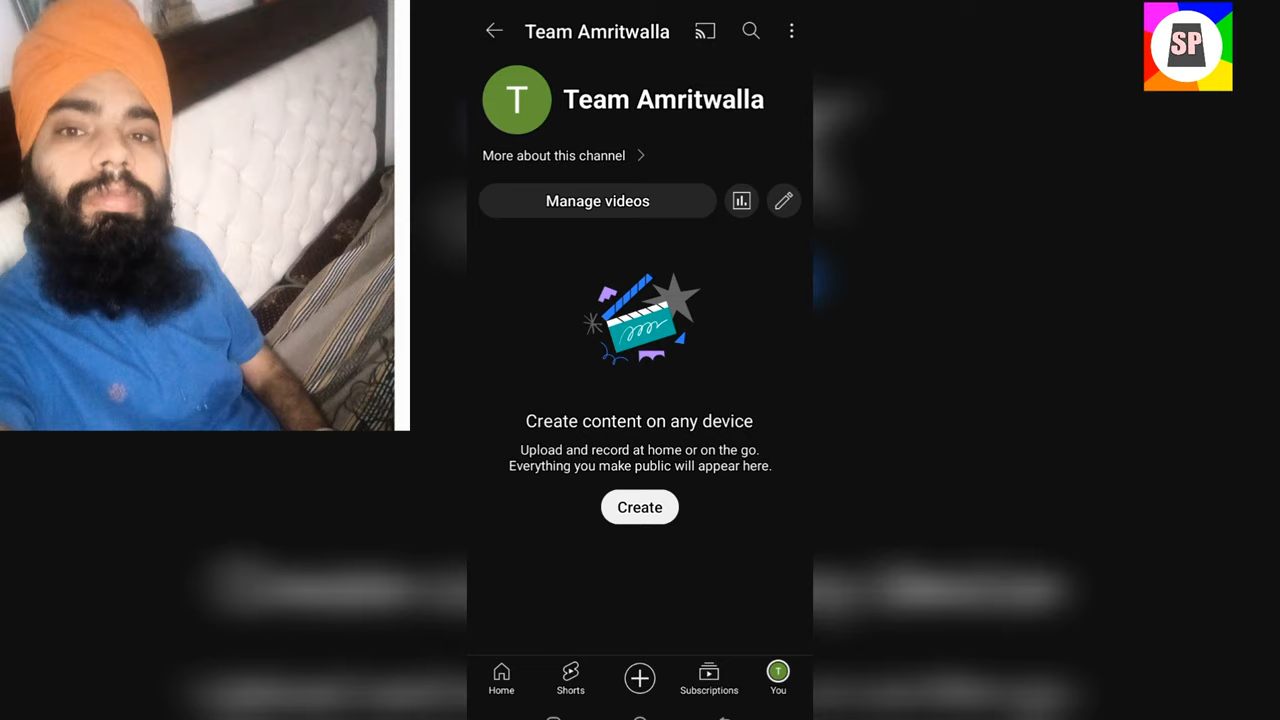 Team Amritwalla
SP
T
Team Amritwalla
More about this channel
Manage videos
Create content on any device
Upload and record at home or on the go.
Everything you make public will appear here.
Create
T
Home
Shorts
Subscriptions
You